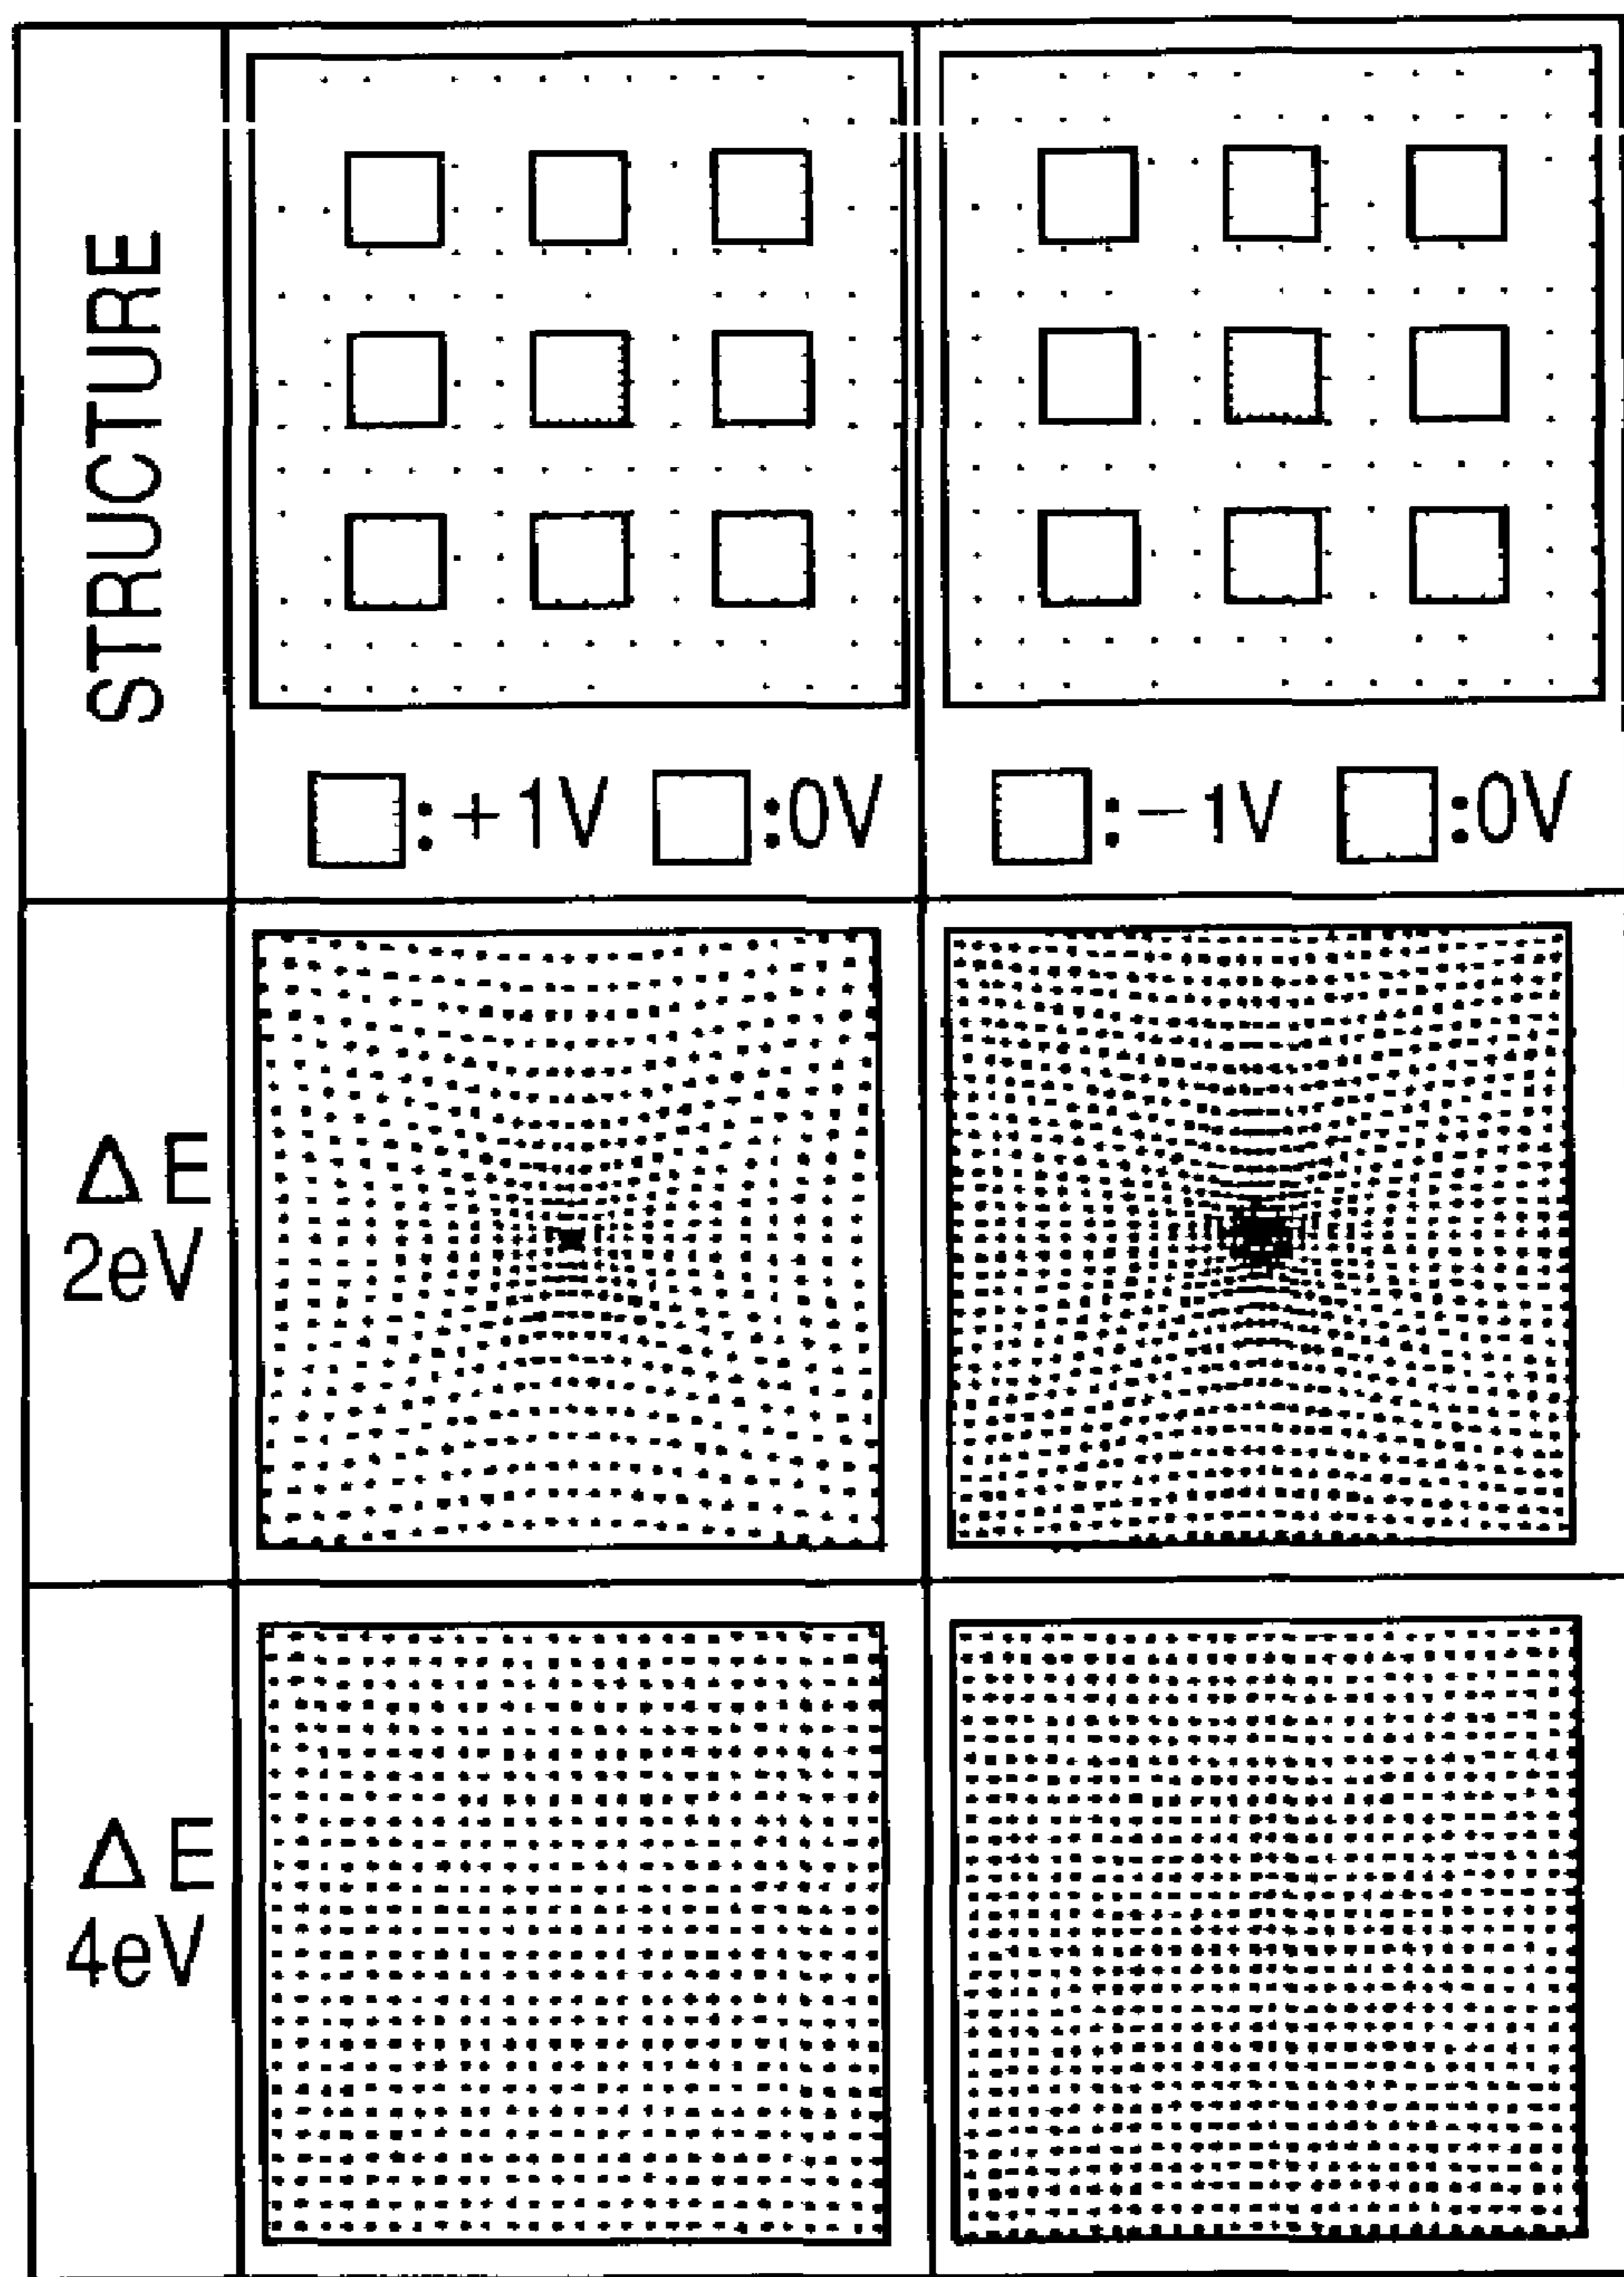 STRUCTURE
:+1V :0V
:−1V :0V
ΔE
2eV
ΔE
4eV